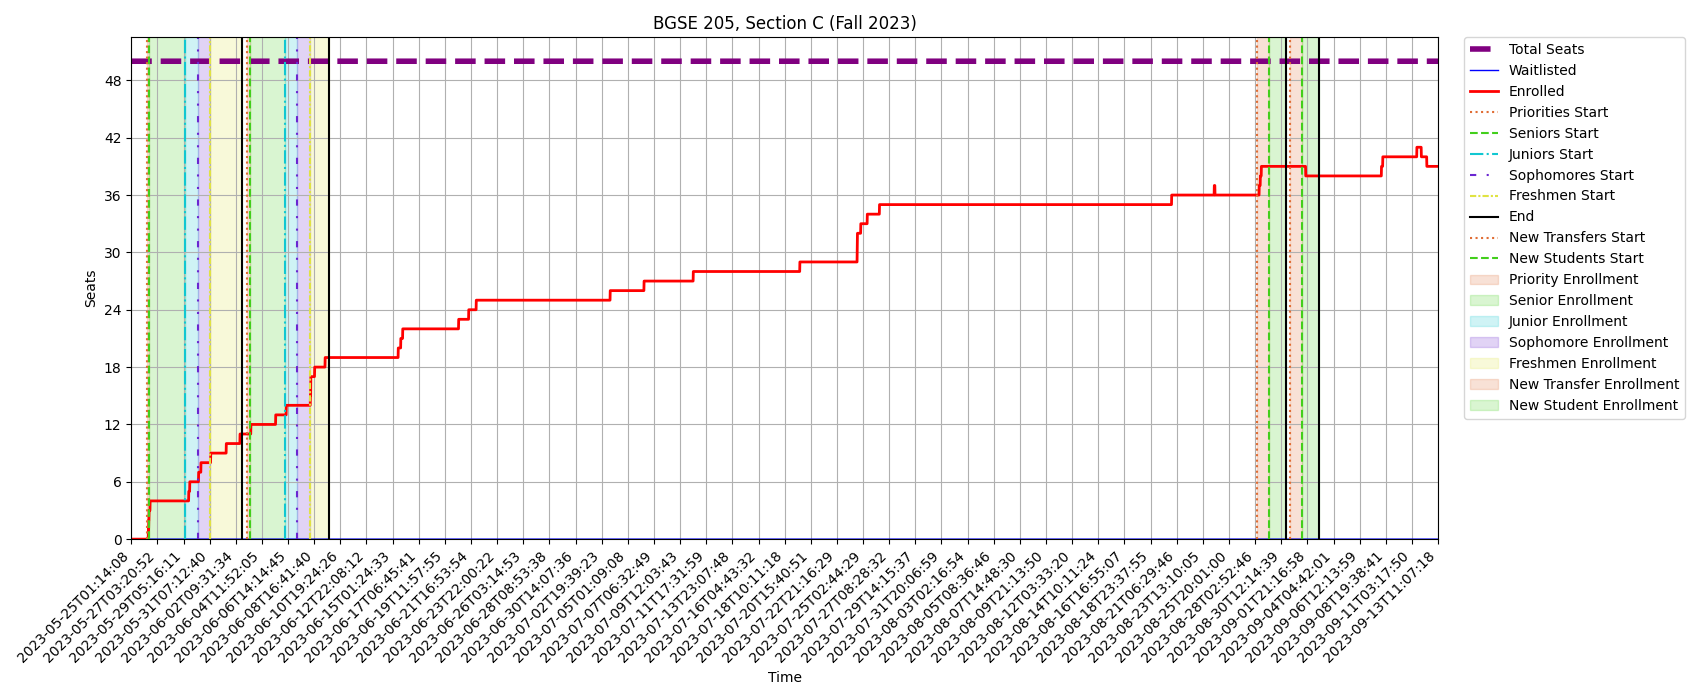 BGSE 205, Section C (Fall 2023)
Seats
48
42
36
30
24
18
12
6
0
2023-05-25T01:14:08
2023-05-27T03:20:52
2023-05-29T05:16:11
2023-05-31T07:12:40
2023-06-02T09:31:34
2023-06-04T11:52:05
2023-06-06T14:14:45
2023-06-08T16:41:40
2023-06-10T19:24:26
2023-06-12T22:08:12
2023-06-15T01:24:33
2023-06-17T06:45:41
2023-06-19T11:57:55
2023-06-21T16:53:54
2023-06-23T22:00:22
2023-06-26T03:14:53
2023-06-28T08:53:38
2023-06-30T14:07:36
2023-07-02T19:39:23
2023-07-05T01:09:08
2023-07-07T06:32:49
2023-07-09T12:03:43
2023-07-11T17:31:59
2023-07-13T23:07:48
2023-07-16T04:43:32
2023-07-18T10:11:18
2023-07-20T15:40:51
2023-07-22T21:16:29
2023-07-25T02:44:29
2023-07-27T08:28:32
2023-07-29T14:15:37
2023-07-31T20:06:59
2023-08-03T02:16:54
2023-08-05T08:36:46
2023-08-07T14:48:30
2023-08-09T21:13:50
2023-08-12T03:33:20
2023-08-14T10:11:24
2023-08-16T16:55:07
2023-08-18T23:37:55
2023-08-21T06:29:46
2023-08-23T13:10:05
2023-08-25T20:01:00
2023-08-28T02:52:46
2023-08-30T12:14:39
2023-09-01T21:16:58
2023-09-04T04:42:01
2023-09-06T12:13:59
2023-09-08T19:38:41
2023-09-11T03:17:50
2023-09-13T11:07:18
Time
Total Seats
Waitlisted
Enrolled
Priorities Start
Seniors Start
Juniors Start
Sophomores Start
Freshmen Start
End
New Transfers Start
New Students Start
Priority Enrollment
Senior Enrollment
Junior Enrollment
Sophomore Enrollment
Freshmen Enrollment
New Transfer Enrollment
New Student Enrollment